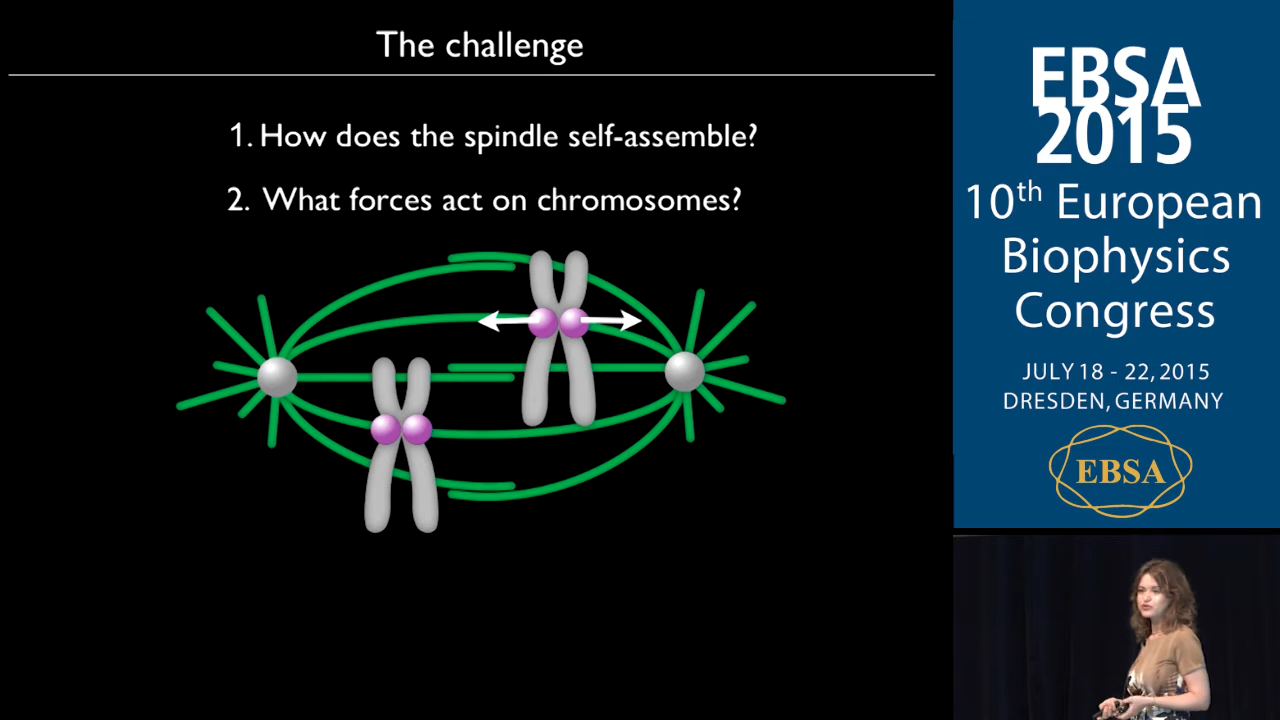 The challenge
1. How does the spindle self-assemble?
2. What forces act on chromosomes?
EBSA
2015
10th European
Biophysics
Congress
JULY 18 - 22, 2015
DRESDEN, GERMANY
EBSA